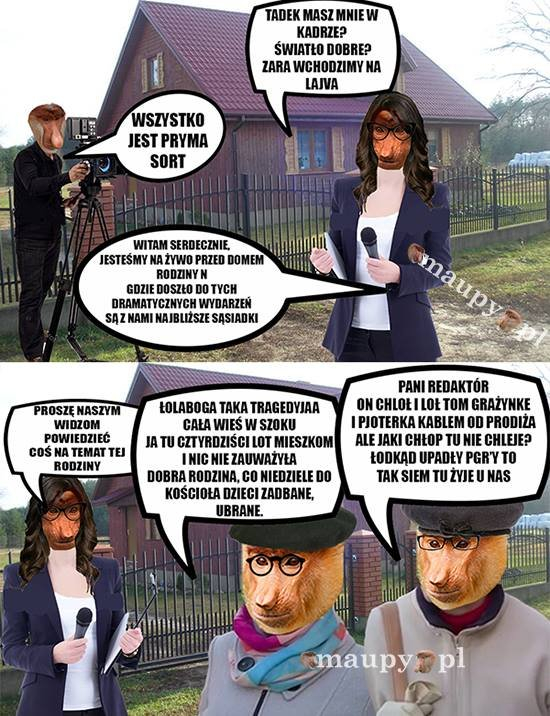 TADEK MASZ MNIE W
KADRZE?
ŚWIATŁO DOBRE?
ZARA WCHODZIMY NA
LAJVA
WSZYSTKO
JEST PRYMA
SORT
WITAM SERDECZNIE,
JESTEŚMY NA ŻYWO PRZED DOMEM
RODZINY N
GDZIE DOSZŁO DO TYCH
DRAMATYCZNYCH WYDARZEŃ
SĄ Z NAMI NAJBLIŻSZE SĄSIADKI
maupy pl
PROSZĘ NASZYM
WIDZOM
POWIEDZIEĆ
COŚ NA TEMAT TEJ
RODZINY
ŁOLABOGA TAKA TRAGEDYJAA
CAŁA WIEŚ W SZOKU
JA TU CZTYRDZIŚCI LOT MIESZKOM
I NIC NIE ZAUWAŻYŁA
DOBRA RODZINA, CO NIEDZIELE DO
KOŚCIOŁA DZIECI ZADBANE,
UBRANE.
PANI REDAKTÓR
ON CHLOŁ I LOŁ TOM GRAŻYNKE
I PJOTERKA KABLEM OD PRODIŻA
ALE JAKI CHŁOP TU NIE CHLEJE?
ŁODKĄD UPADŁY PGR'Y TO
TAK SIEM TU ŻYJE U NAS
maupy pl